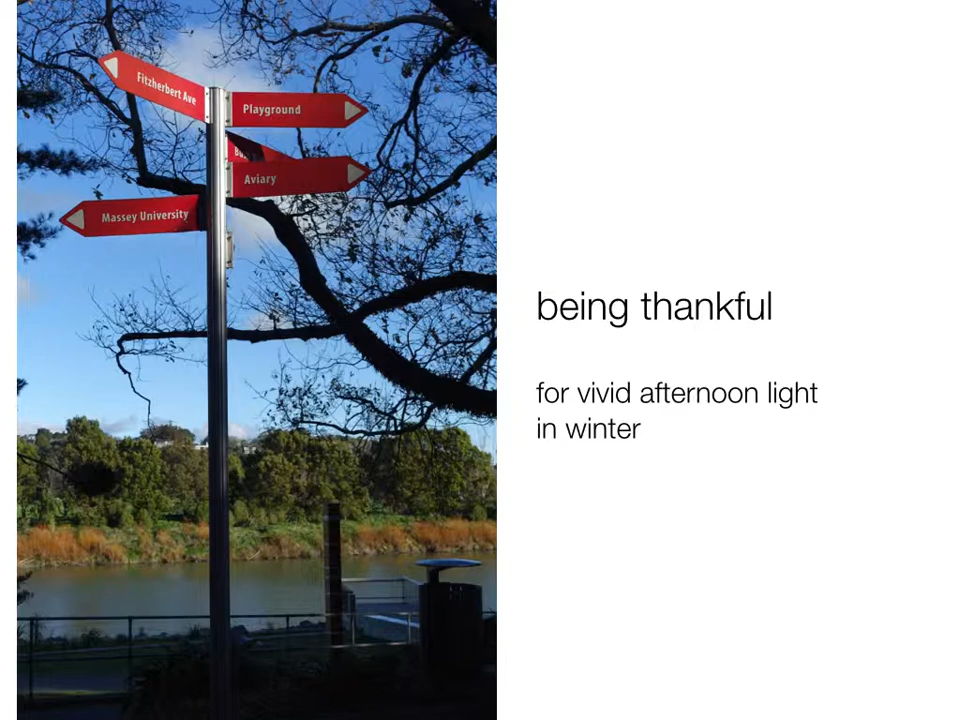 Fitzherbert Ave
Playground
Aviary
Massey University
being thankful
for vivid afternoon light
in winter